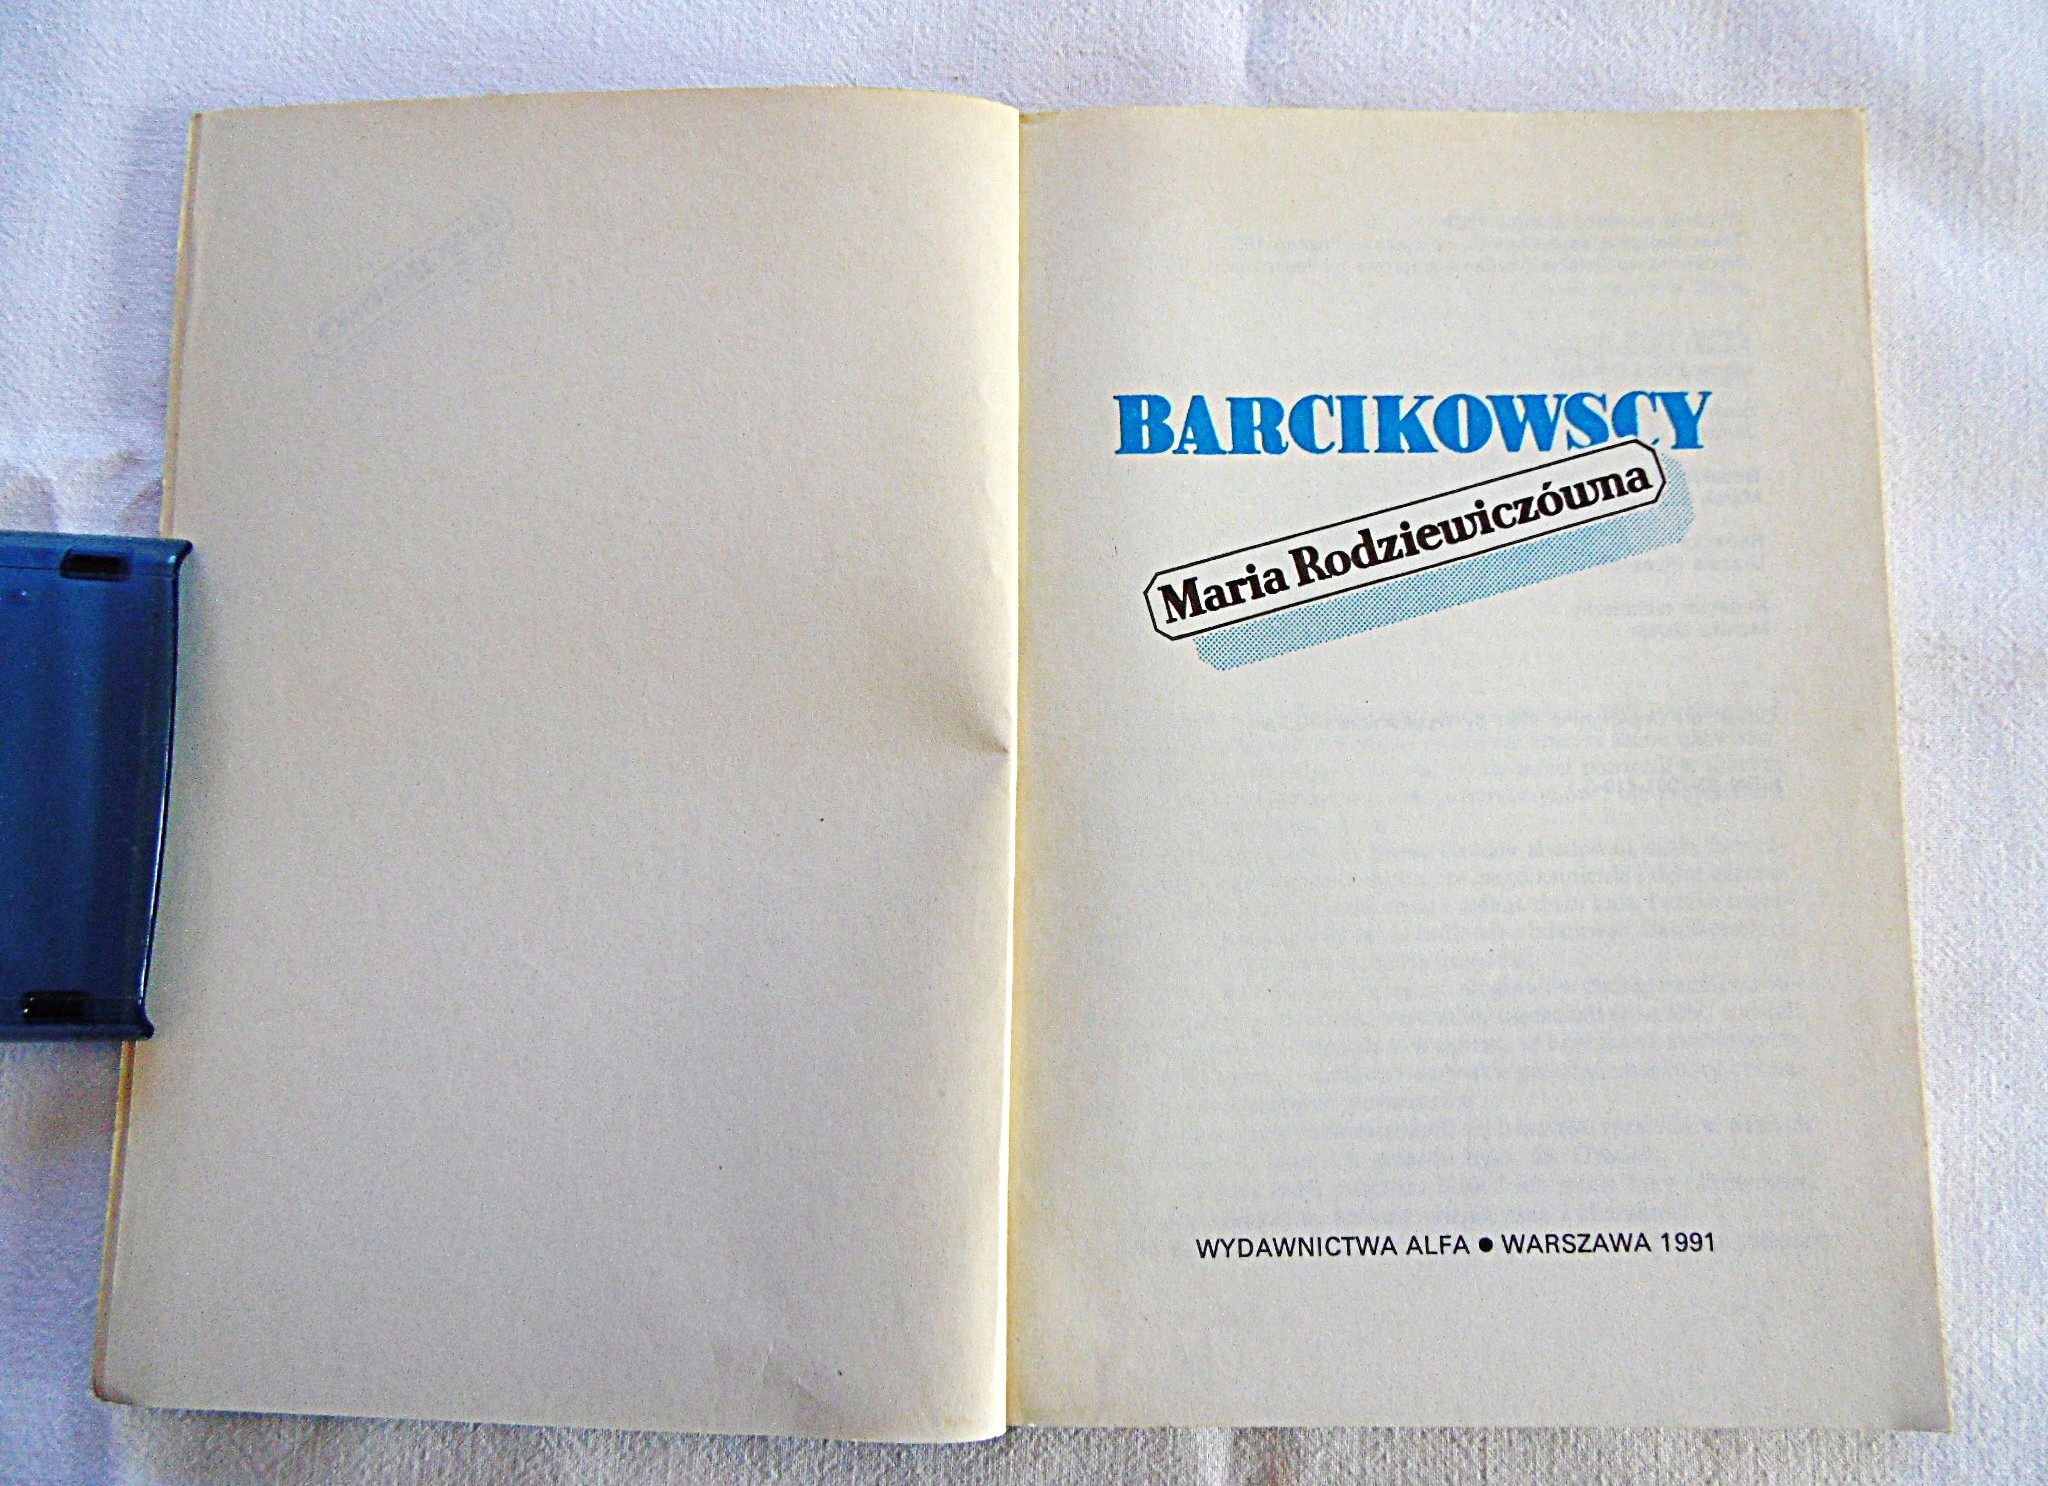 BARCIKOWSCY
Maria Rodziewiczówna
WYDAWNICTWA ALFA ● WARSZAWA 1991